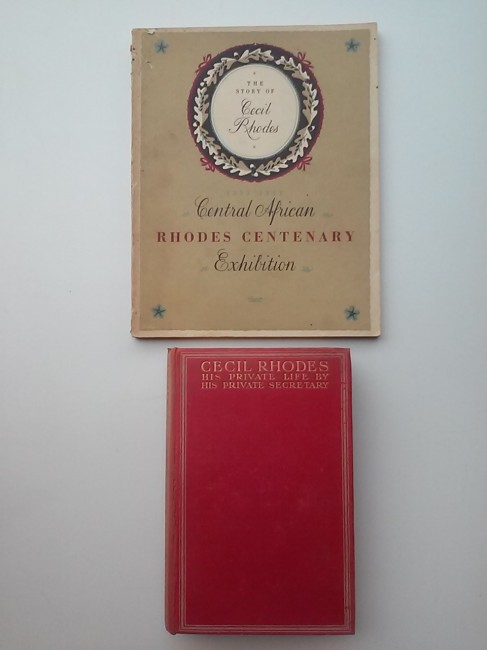 THE
STORY OF
Cecil
Rhodes
Central African
RHODES CENTENARY
Exhibition
CECIL RHODES
HIS PRIVATE LIFE BY
HIS PRIVATE SECRETARY